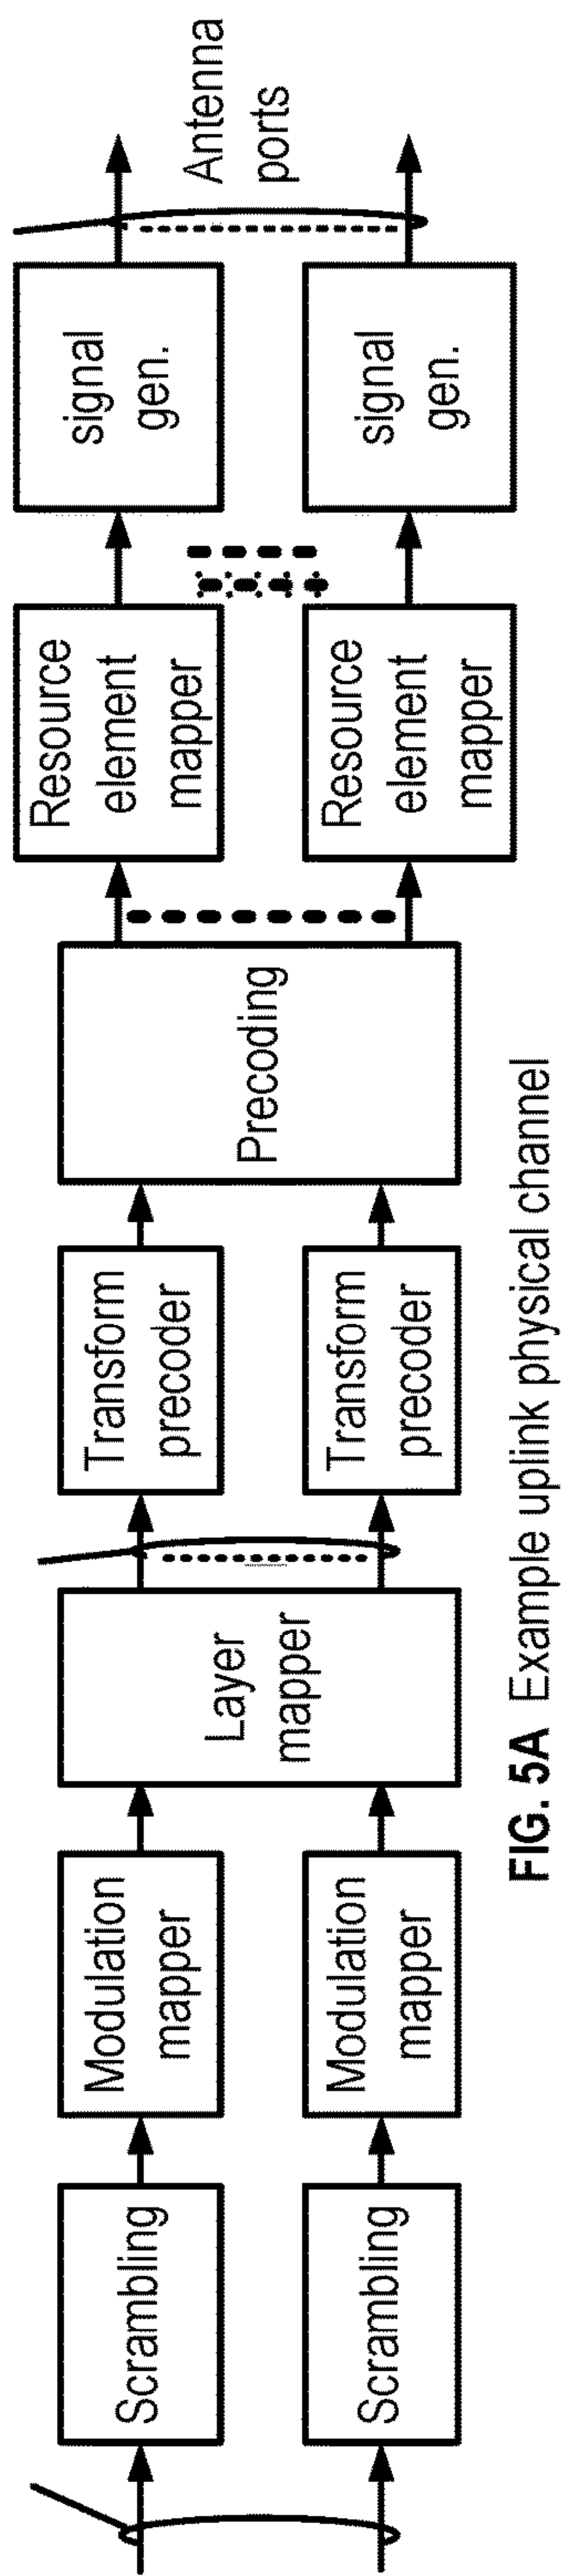 Scrambling
Scrambling
Modulation
mapper
Modulation
mapper
Layer
mapper
Transform
precoder
Transform
precoder
Precoding
Resource
element
mapper
Resource
element
mapper
signal
gen.
signal
gen.
Antenna
ports
FIG. 5A Example uplink physical channel